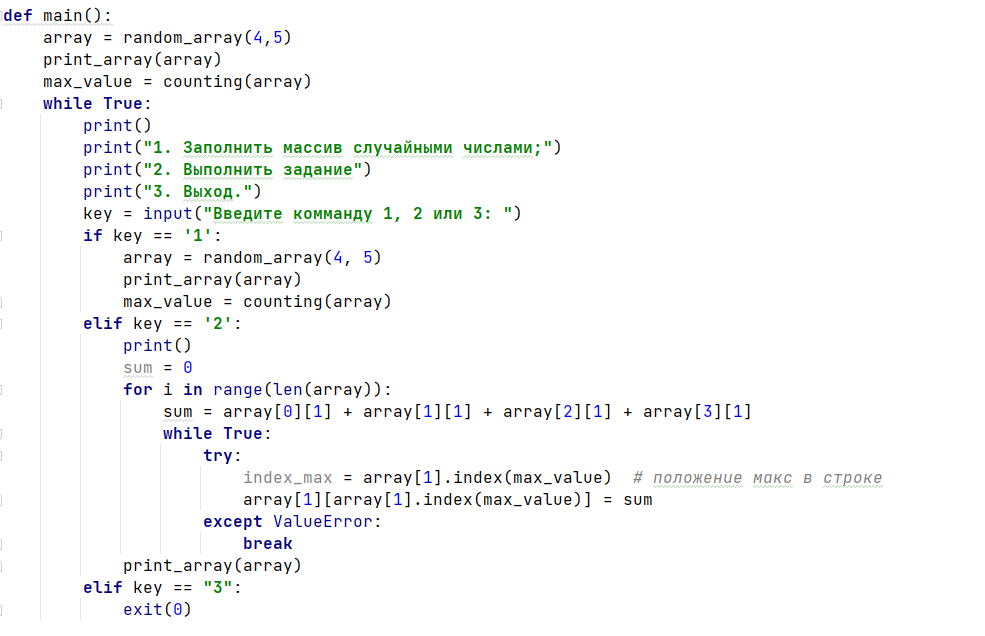 def main():
    array = random_array(4,5)
    print_array(array)
    max_value = counting(array)
    while True:
        print()
        print("1. Заполнить массив случайными числами;")
        print("2. Выполнить задание")
        print("3. Выход.")
        key = input("Введите комманду 1, 2 или 3: ")
        if key == '1':
            array = random_array(4, 5)
            print_array(array)
            max_value = counting(array)
        elif key == '2':
            print()
            sum = 0
            for i in range(len(array)):
                sum = array[0][1] + array[1][1] + array[2][1] + array[3][1]
                while True:
                    try:
                        index_max = array[1].index(max_value)  # положение макс в строке
                        array[1][array[1].index(max_value)] = sum
                    except ValueError:
                        break
            print_array(array)
        elif key == "3":
            exit(0)